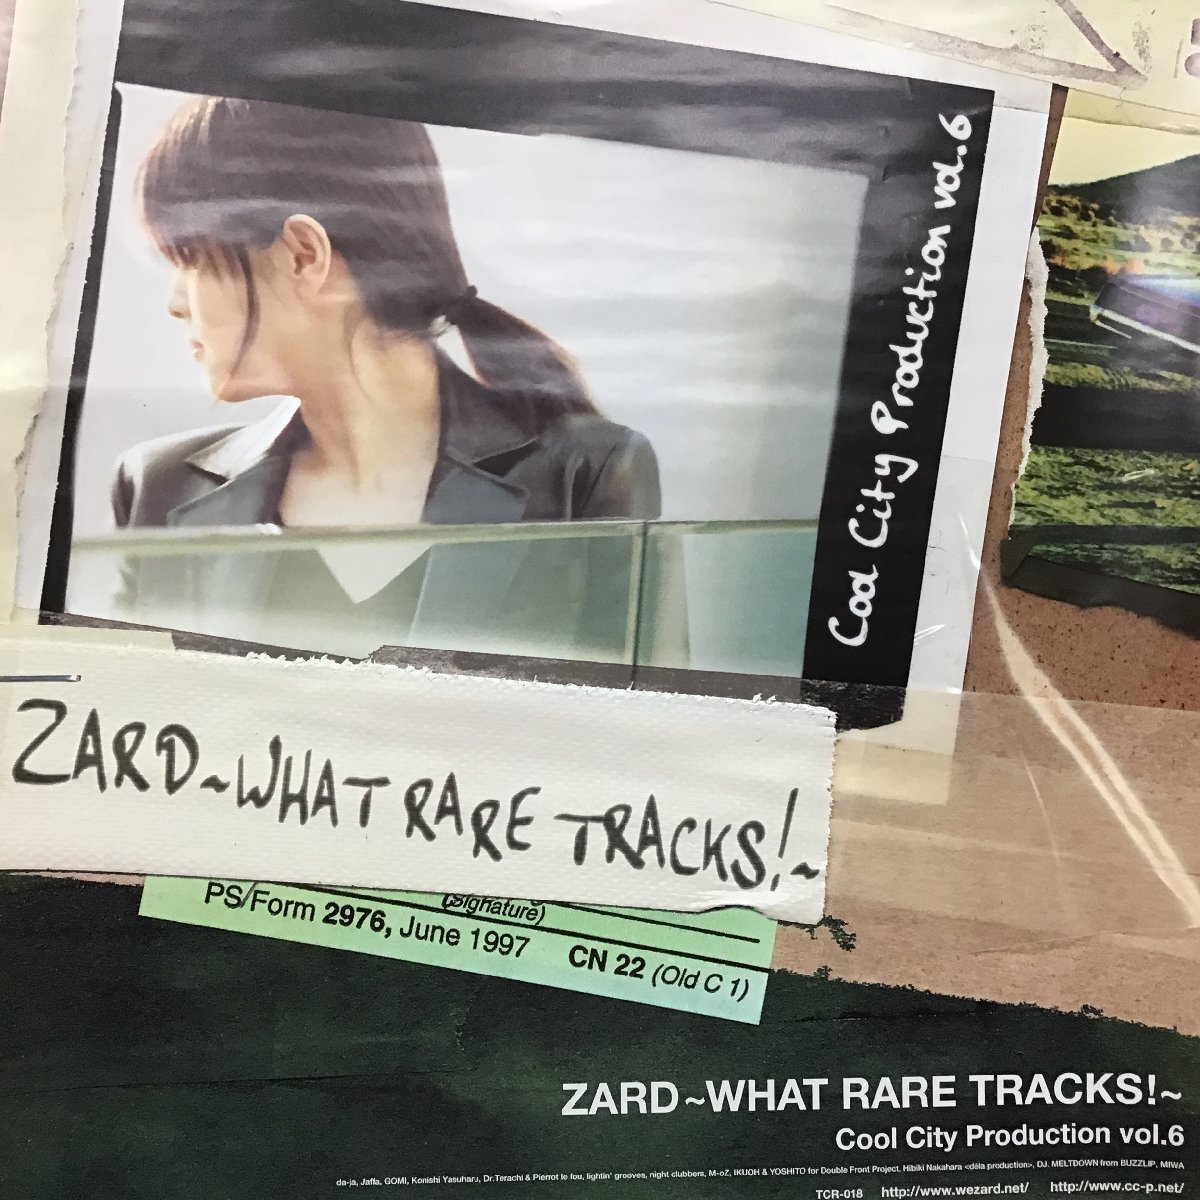 Cool City Production vol.6
ZARD~WHAT RARE TRACKS!~
(Signature)
PS/Form 2976, June 1997 CN 22 (Old C 1)
ZARD~WHAT RARE TRACKS!~
Cool City Production vol.6
da-ja, Jaffa, GOMI, Konishi Yasuharu, Dr.Terachi & Pierrot le fou, lightin' grooves, night clubbers, M-oZ, IKUOH & YOSHITO for Double Front Project, Hibiki Nakahara <dela production>, DJ. MELTDOWN from BUZZLIP, MIWA
TCR-018 http://www.wezard.net/ http://www.cc-p.net/